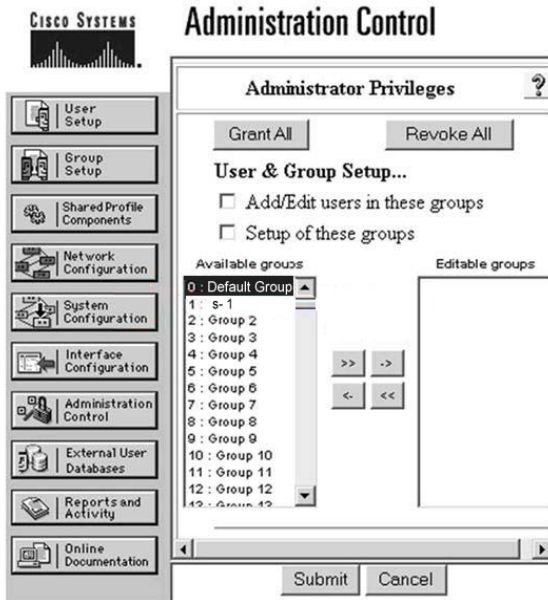 CISCO SYSTEMS
Administration Control
Administrator Privileges
?
User
Setup
Group
Setup
Shared Profile
Components
Network
Configuration
System
Configuration
Interface
Configuration
Administration
Control
External User
Databases
Reports and
Activity
Online
Documentation
Grant All
Revoke All
User & Group Setup...
Add/Edit users in these groups
Setup of these groups
Available groups
Editable groups
0 : Default Group
1 : s-1
2 : Group 2
3 : Group 3
4 : Group 4
5 : Group 5
6 : Group 6
7 : Group 7
8 : Group 8
9 : Group 9
10 : Group 10
11 : Group 11
12 : Group 12
13 : Group 13
>>
->
<-
<<
Submit
Cancel